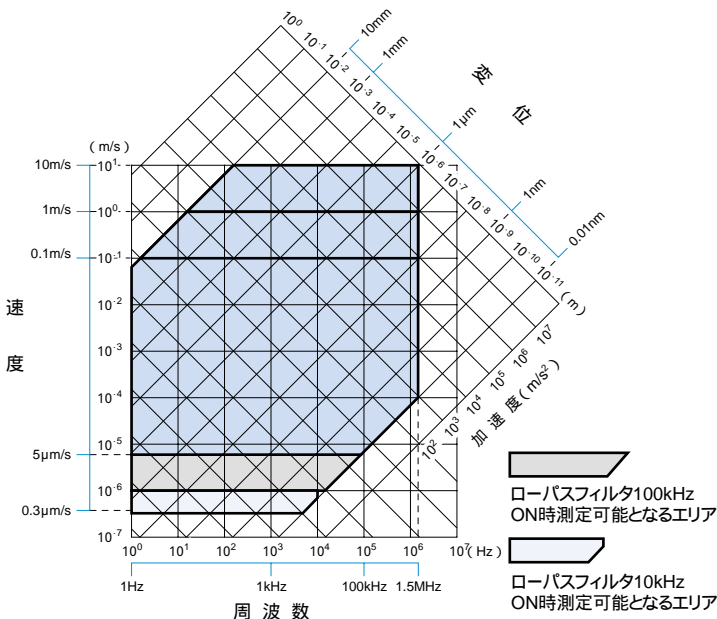 10⁰
10⁻¹
10⁻²
10⁻³
10⁻⁴
10⁻⁵
10⁻⁶
10⁻⁷
10⁻⁸
10⁻⁹
10⁻¹⁰
10⁻¹¹
(m)
10mm
1mm
1μm
1nm
0.01nm
変位
(m/s)
10m/s
1m/s
0.1m/s
5μm/s
0.3μm/s
速度
10¹
10⁰
10⁻¹
10⁻²
10⁻³
10⁻⁴
10⁻⁵
10⁻⁶
10⁻⁷
10⁷
10⁶
10⁵
10⁴
10³
10²
加速度(m/s²)
10⁰ 10¹ 10² 10³ 10⁴ 10⁵ 10⁶ 10⁷(Hz)
1Hz 1kHz 100kHz 1.5MHz
周波数
ローパスフィルタ100kHz
ON時測定可能となるエリア
ローパスフィルタ10kHz
ON時測定可能となるエリア